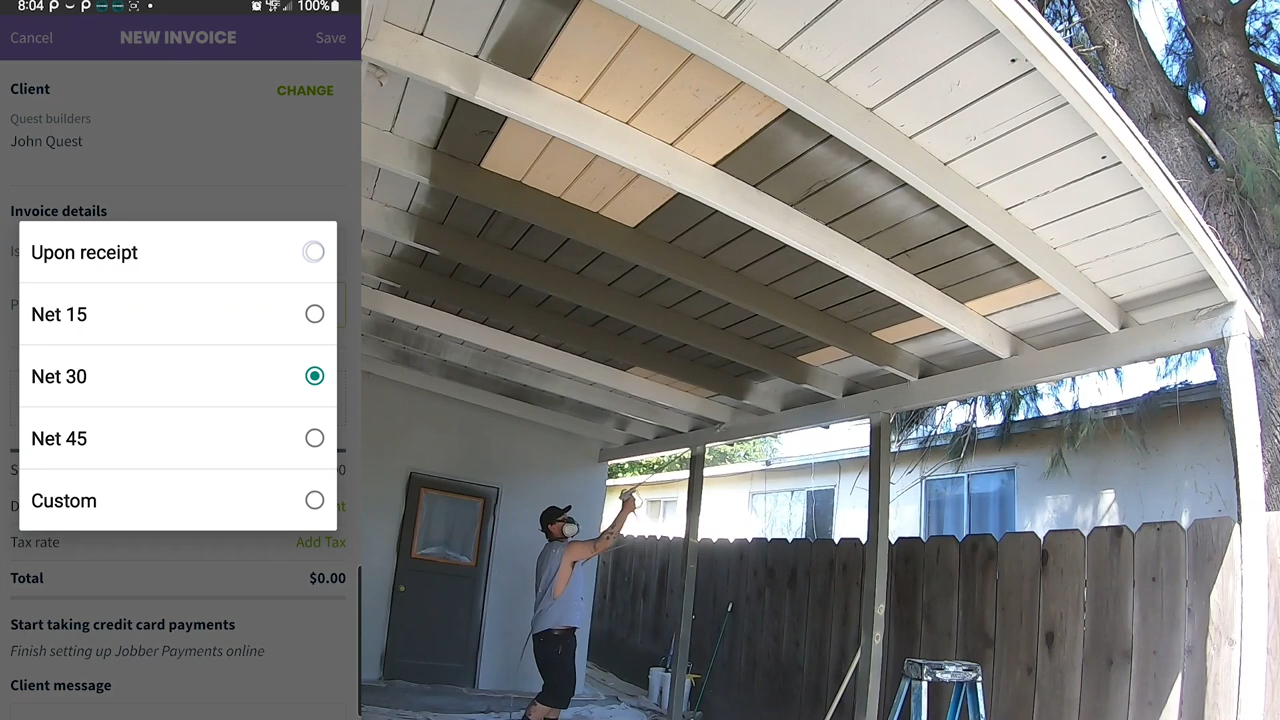 8:04
100%
Cancel
NEW INVOICE
Save
Client
CHANGE
Quest builders
John Quest
Invoice details
Upon receipt
Net 15
Net 30
Net 45
Custom
Tax rate
Add Tax
Total
$0.00
Start taking credit card payments
Finish setting up Jobber Payments online
Client message